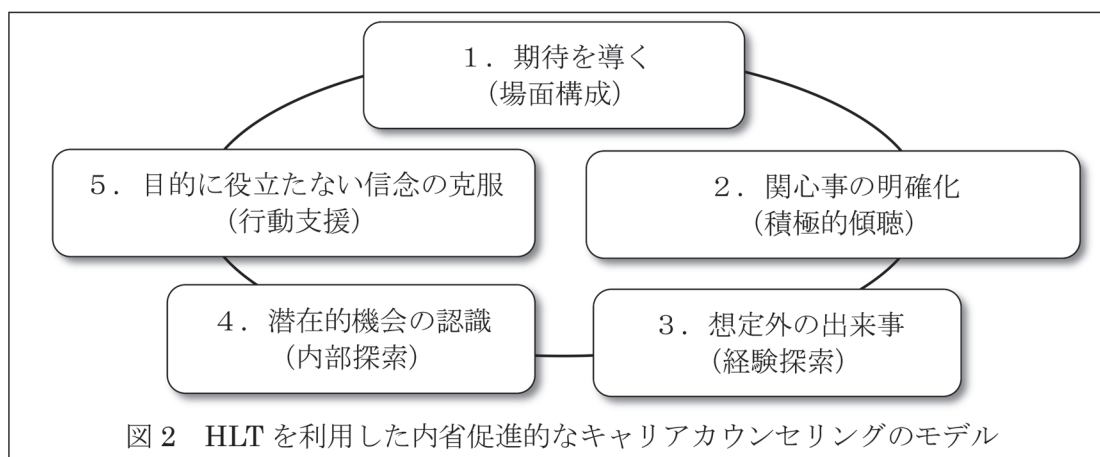 １．期待を導く
（場面構成）
２．関心事の明確化
（積極的傾聴）
３．想定外の出来事
（経験探索）
４．潜在的機会の認識
（内部探索）
５．目的に役立たない信念の克服
（行動支援）
図２　HLT を利用した内省促進的なキャリアカウンセリングのモデル